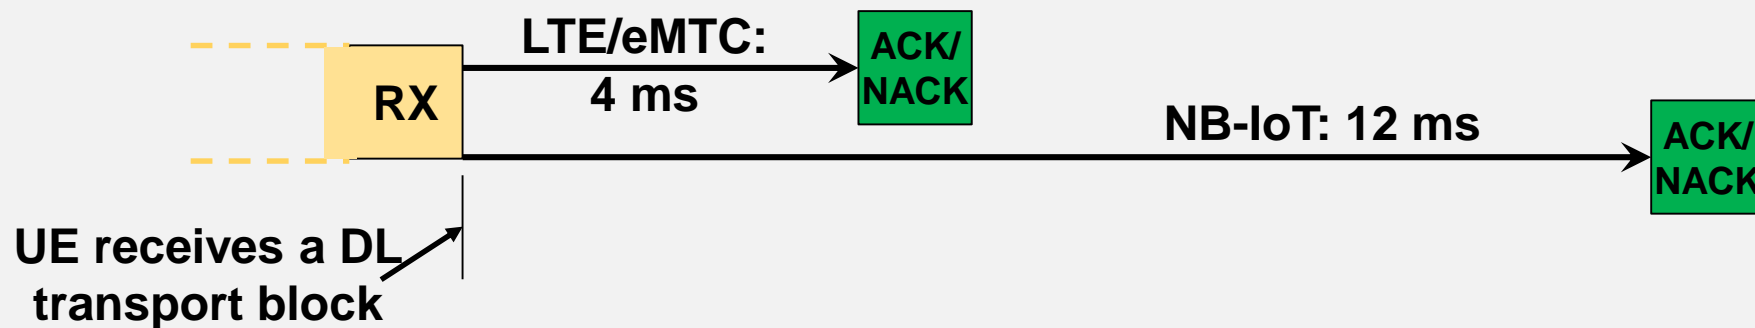 LTE/eMTC:
4 ms
RX
ACK/
NACK
NB-IoT: 12 ms
ACK/
NACK
UE receives a DL
transport block